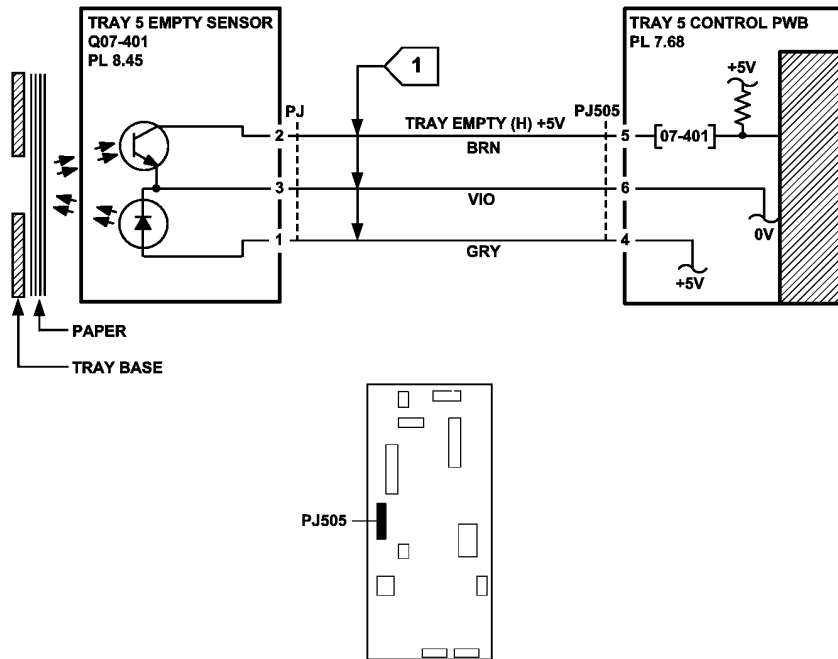 TRAY 5 EMPTY SENSOR
Q07-401
PL 8.45
TRAY 5 CONTROL PWB
PL 7.68
1
+5V
PJ
PJ505
TRAY EMPTY (H) +5V
2
5
[07-401]
BRN
3
6
VIO
0V
1
4
GRY
+5V
PAPER
TRAY BASE
PJ505